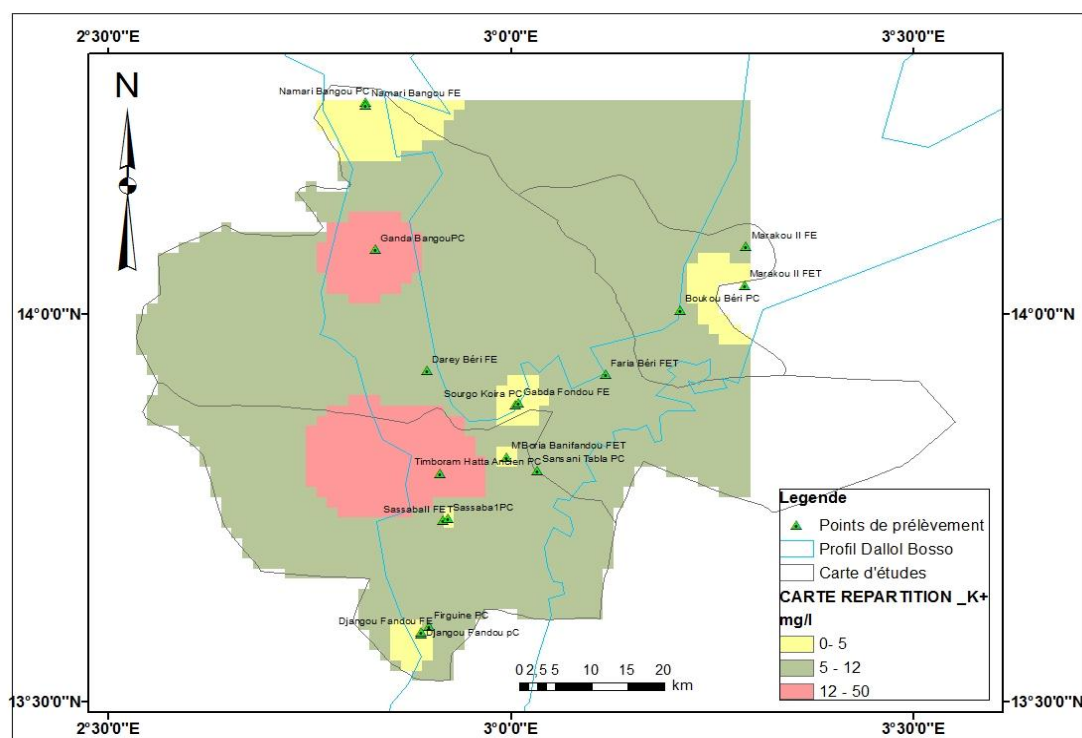 2°30'0"E
3°0'0"E
3°30'0"E
N
Namari Bangou PC
Namari Bangou FE
Ganda BangouPC
Marakou II FE
Marakou II FET
Boukou Béri PC
14°0'0"N
14°0'0"N
Darey Béri FE
Faria Béri FET
Sourgo Koira PC
Gabda Fondou FE
M'Boria Banifandou FET
Timboram Hatta Ancien PC
Sansani Tabla PC
SassabaII FET
Sassaba1PC
Djangou Fandou FE
Firguine PC
Djangou Fandou pC
Legende
Points de prélèvement
Profil Dallol Bosso
Carte d'études
CARTE REPARTITION _K+
mg/l
0- 5
5 - 12
12 - 50
0 2,5 5 10 15 20
km
13°30'0"N
13°30'0"N
2°30'0"E
3°0'0"E
3°30'0"E